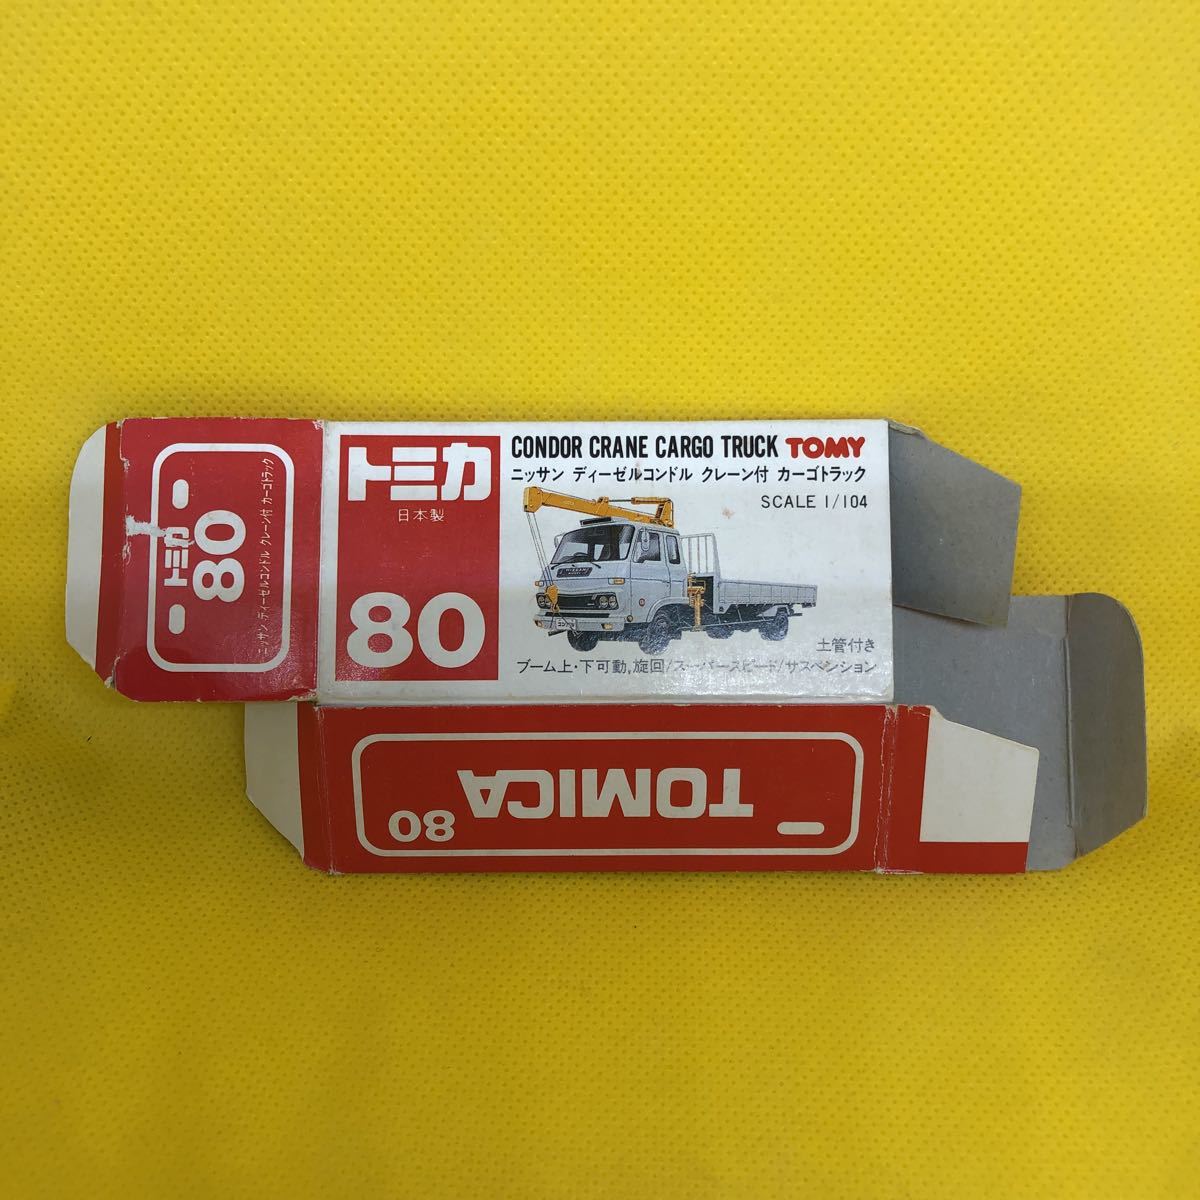 トミカ
日本製
80
CONDOR CRANE CARGO TRUCK TOMY
ニッサン ディーゼルコンドル クレーン付 カーゴトラック
SCALE 1/104
NISSAN
土管付き
ブーム上・下可動,旋回/スーパースピード/サスペンション
トミカ
80
ニッサン ディーゼルコンドル クレーン付 カーゴトラック
TOMICA
80